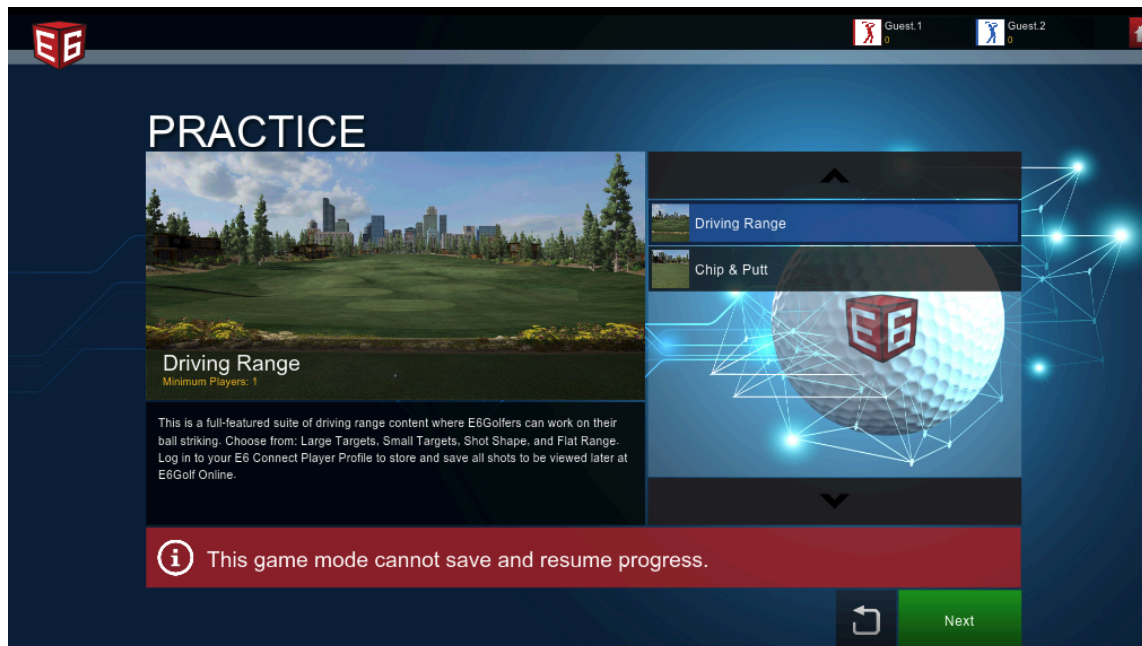 E6
Guest.1
0
Guest.2
0
PRACTICE
Driving Range
Minimum Players: 1
This is a full-featured suite of driving range content where E6Golfers can work on their
ball striking. Choose from: Large Targets, Small Targets, Shot Shape, and Flat Range.
Log in to your E6 Connect Player Profile to store and save all shots to be viewed later at
E6Golf Online.
Driving Range
Chip & Putt
E6
This game mode cannot save and resume progress.
Next